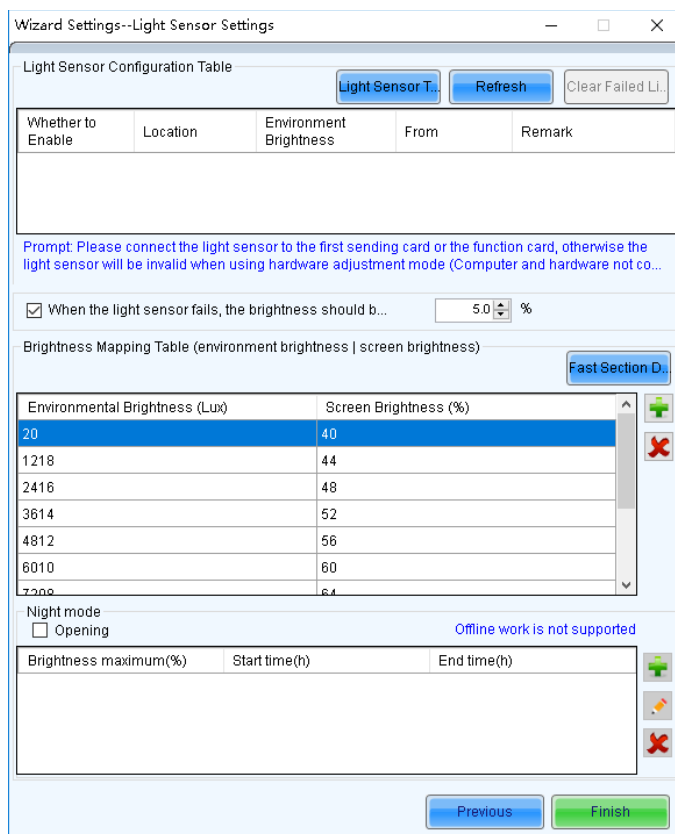 Wizard Settings--Light Sensor Settings
Light Sensor Configuration Table
Light Sensor T...
Refresh
Clear Failed Li..
Whether to Enable
Location
Environment Brightness
From
Remark
Prompt: Please connect the light sensor to the first sending card or the function card, otherwise the
light sensor will be invalid when using hardware adjustment mode (Computer and hardware not co...
When the light sensor fails, the brightness should b...
5.0
%
Brightness Mapping Table (environment brightness | screen brightness)
Fast Section D...
Environmental Brightness (Lux)
Screen Brightness (%)
20
40
1218
44
2416
48
3614
52
4812
56
6010
60
7208
64
Night mode
Opening
Offline work is not supported
Brightness maximum(%)
Start time(h)
End time(h)
Previous
Finish